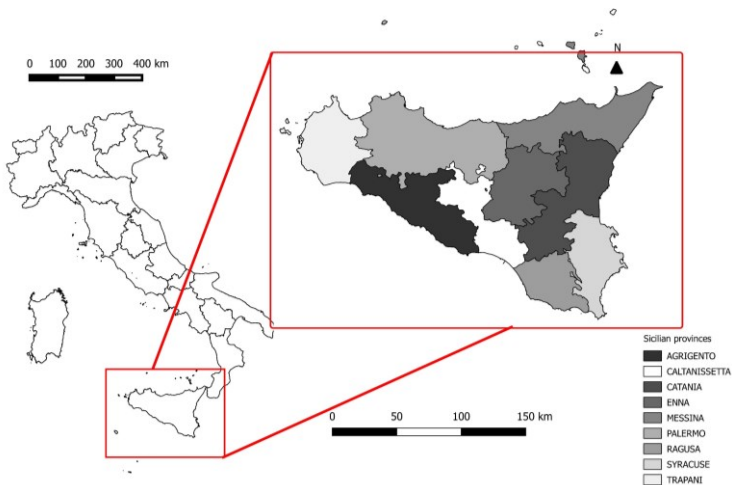 0 100 200 300 400 km
N
Sicilian provinces
AGRIGENTO
CALTANISSETTA
CATANIA
ENNA
MESSINA
PALERMO
RAGUSA
SYRACUSE
TRAPANI
0 50 100 150 km